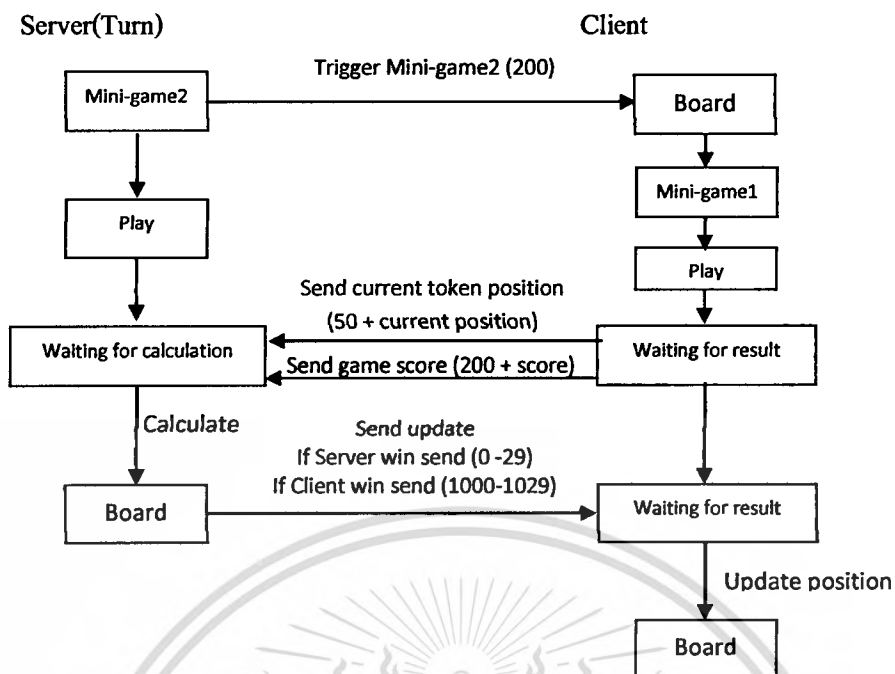 Server(Turn)
Client
Trigger Mini-game2 (200)
Mini-game2
Board
Mini-game1
Play
Play
Send current token position
(50 + current position)
Waiting for calculation
Waiting for result
Send game score (200 + score)
Calculate
Send update
If Server win send (0 -29)
If Client win send (1000-1029)
Board
Waiting for result
Update position
Board